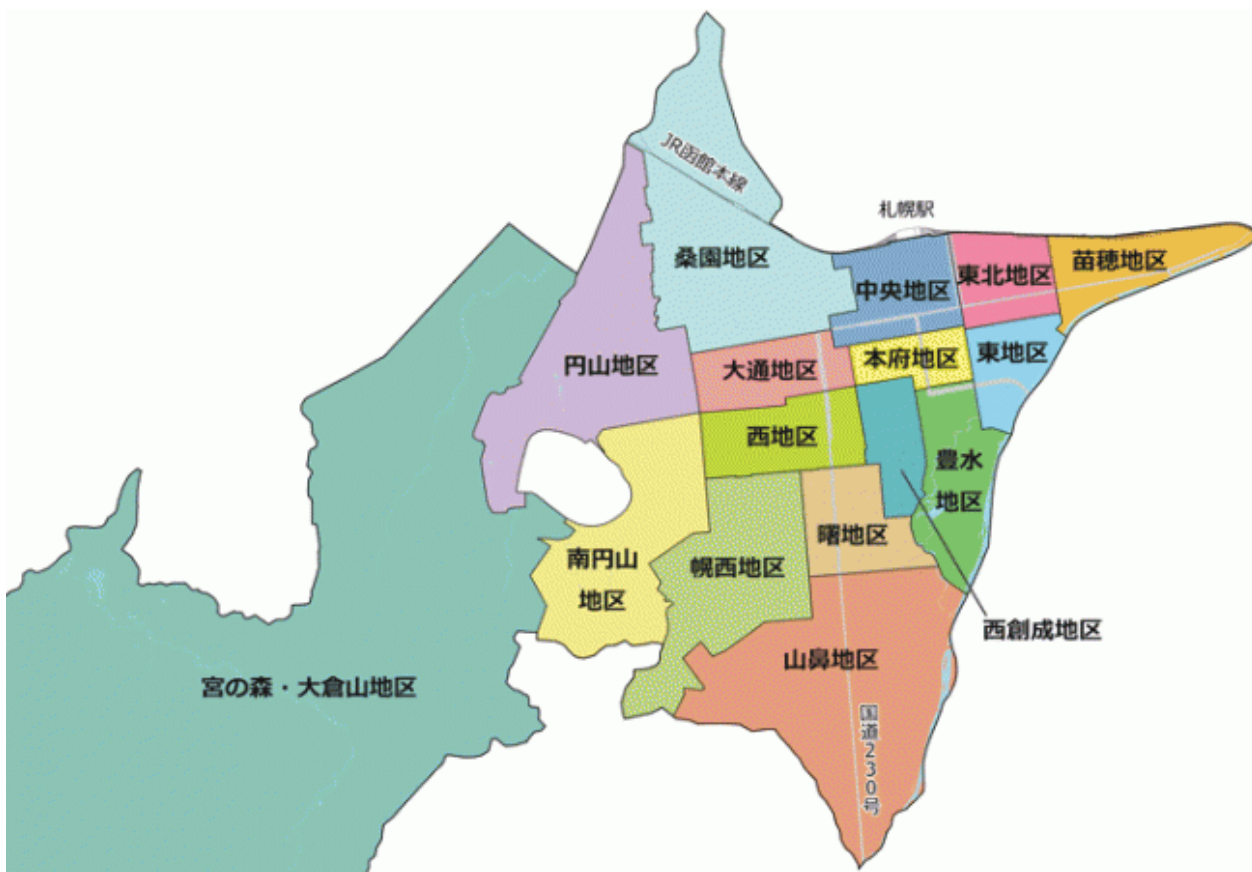 JR函館本線
札幌駅
桑園地区
中央地区
東北地区
苗穂地区
円山地区
大通地区
本府地区
東地区
西地区
豊水
地区
曙地区
南円山
地区
幌西地区
西創成地区
山鼻地区
宮の森・大倉山地区
国道230号